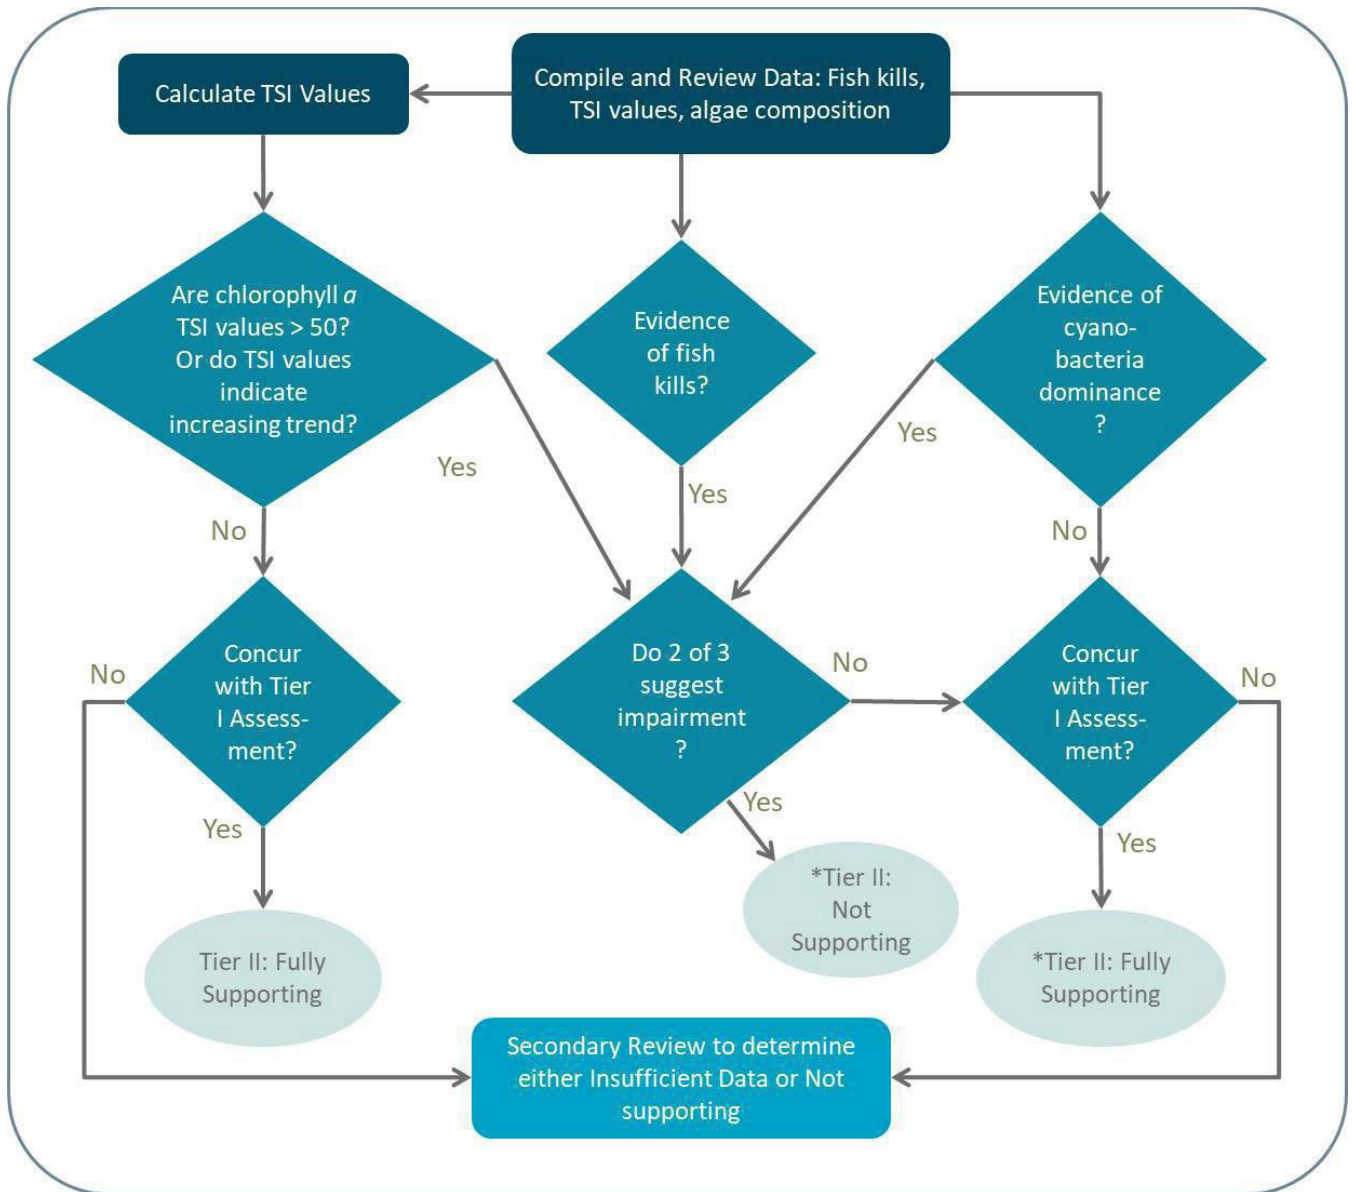 Calculate TSI Values
Compile and Review Data: Fish kills,
TSI values, algae composition
Are chlorophyll a
TSI values > 50?
Or do TSI values
indicate
increasing trend?
Evidence
of fish
kills?
Evidence of
cyano-
bacteria
dominance
?
Yes
Yes
Yes
No
No
Concur
with Tier
I Assess-
ment?
No
Yes
Do 2 of 3
suggest
impairment
?
No
Yes
Concur
with Tier
I Assess-
ment?
No
Yes
Tier II: Fully
Supporting
*Tier II:
Not
Supporting
*Tier II: Fully
Supporting
Secondary Review to determine
either Insufficient Data or Not
supporting